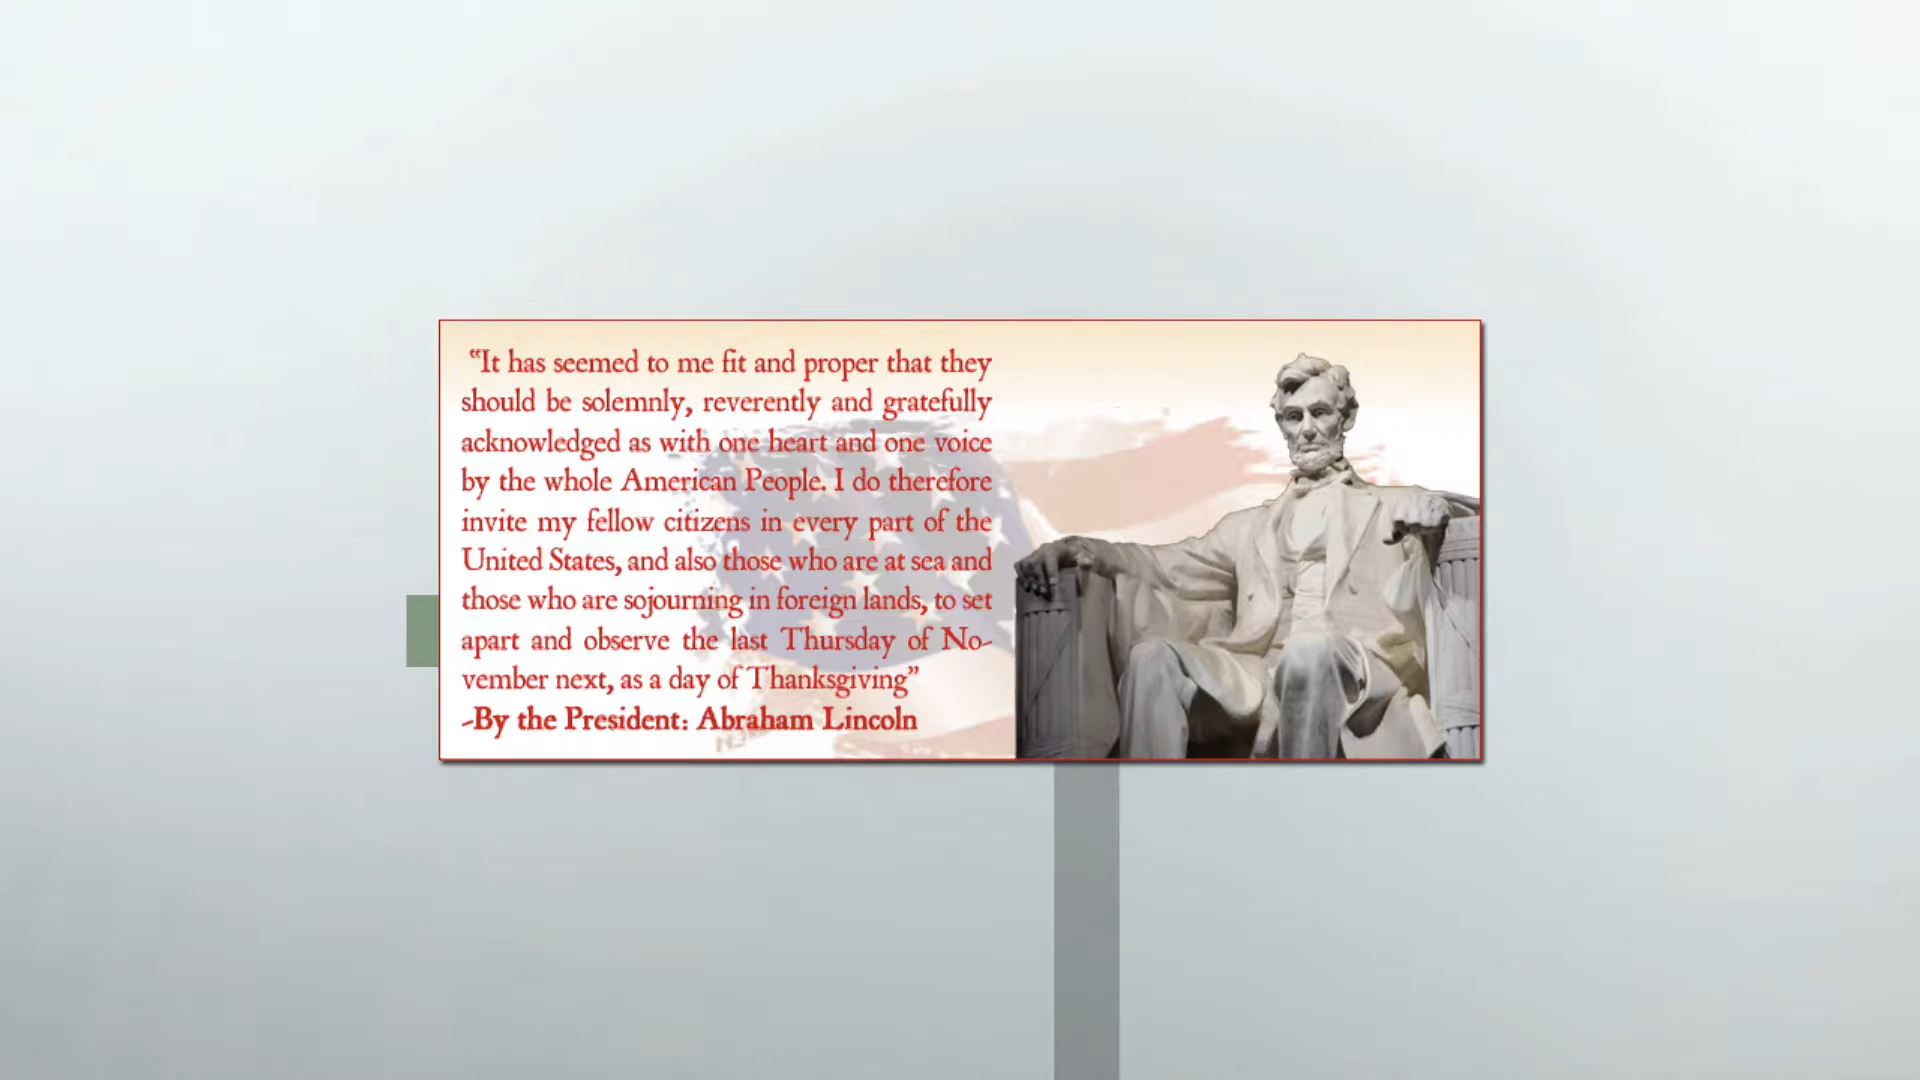 “It has seemed to me fit and proper that they
should be solemnly, reverently and gratefully
acknowledged as with one heart and one voice
by the whole American People. I do therefore
invite my fellow citizens in every part of the
United States, and also those who are at sea and
those who are sojourning in foreign lands, to set
apart and observe the last Thursday of No-
vember next, as a day of Thanksgiving”
-By the President: Abraham Lincoln